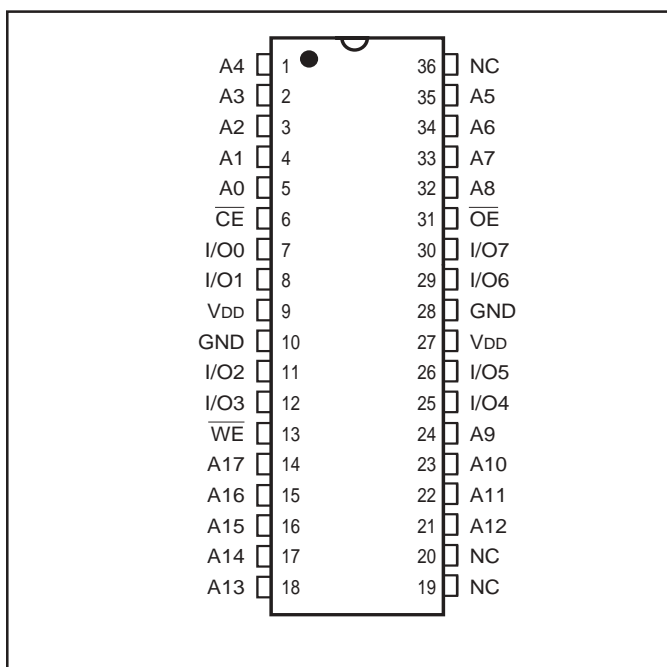 A4 1 36 NC
A3 2 35 A5
A2 3 34 A6
A1 4 33 A7
A0 5 32 A8
CE 6 31 OE
I/O0 7 30 I/O7
I/O1 8 29 I/O6
VDD 9 28 GND
GND 10 27 VDD
I/O2 11 26 I/O5
I/O3 12 25 I/O4
WE 13 24 A9
A17 14 23 A10
A16 15 22 A11
A15 16 21 A12
A14 17 20 NC
A13 18 19 NC